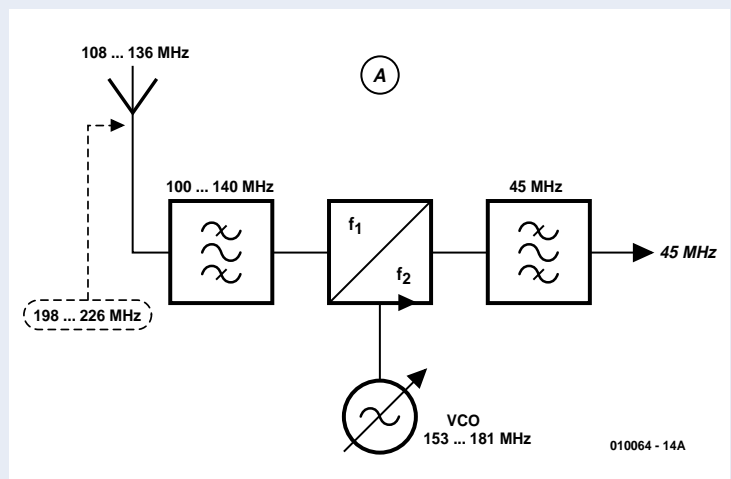 108 ... 136 MHz
A
100 ... 140 MHz
45 MHz
f1
f2
45 MHz
198 ... 226 MHz
VCO
153 ... 181 MHz
010064 - 14A